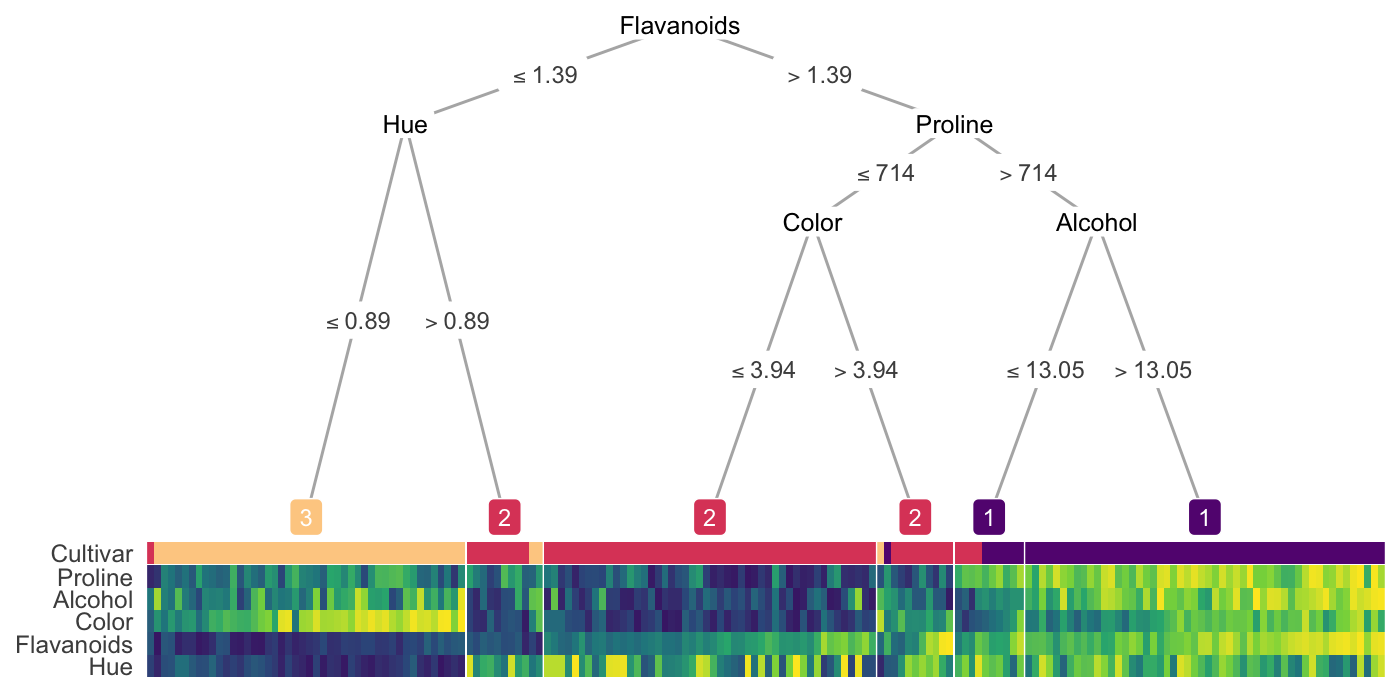 Flavanoids
≤ 1.39 > 1.39
Hue Proline
≤ 714 > 714
Color Alcohol
≤ 0.89 > 0.89
≤ 3.94 > 3.94 ≤ 13.05 > 13.05
3 2 2 2 1 1
Cultivar
Proline
Alcohol
Color
Flavanoids
Hue